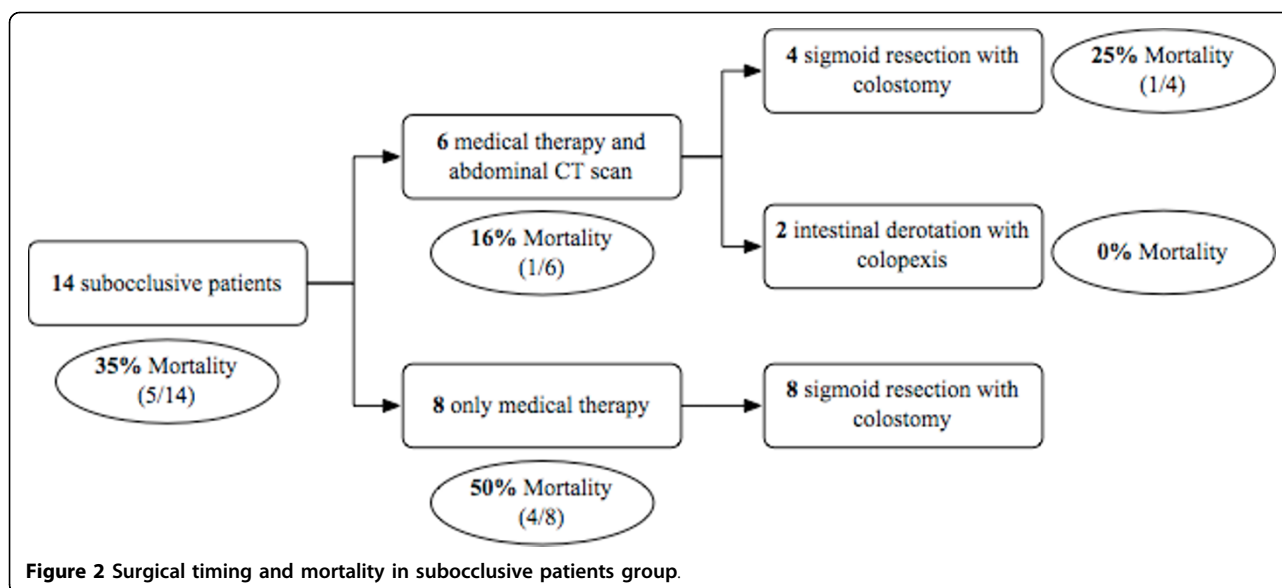 14 subocclusive patients
35% Mortality
(5/14)
6 medical therapy and
abdominal CT scan
16% Mortality
(1/6)
4 sigmoid resection with
colostomy
25% Mortality
(1/4)
2 intestinal derotation with
colopexis
0% Mortality
8 only medical therapy
50% Mortality
(4/8)
8 sigmoid resection with
colostomy
Figure 2 Surgical timing and mortality in subocclusive patients group.